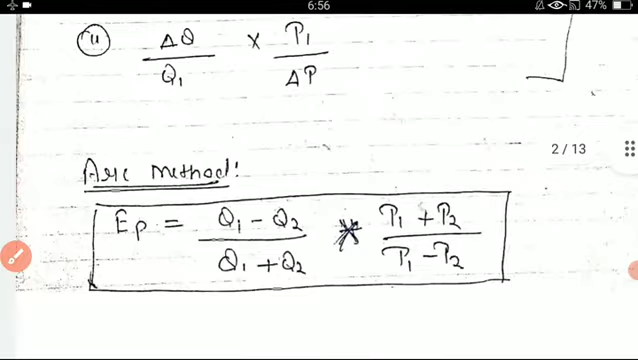 6:56
47%
ii ΔQ/Q₁ × P₁/ΔP
2 / 13
Arc method:
Ep = Q₁ - Q₂/Q₁ + Q₂ * P₁ + P₂/P₁ - P₂